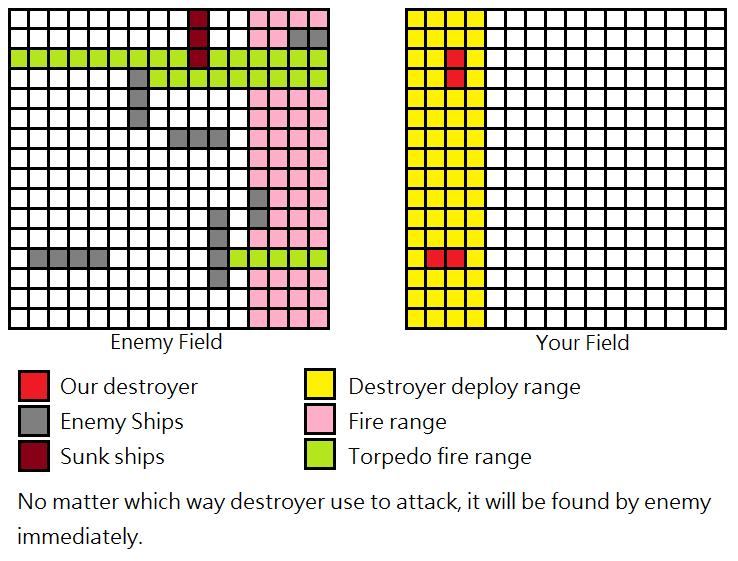 Enemy Field
Your Field
Our destroyer
Destroyer deploy range
Enemy Ships
Fire range
Sunk ships
Torpedo fire range
No matter which way destroyer use to attack, it will be found by enemy
immediately.